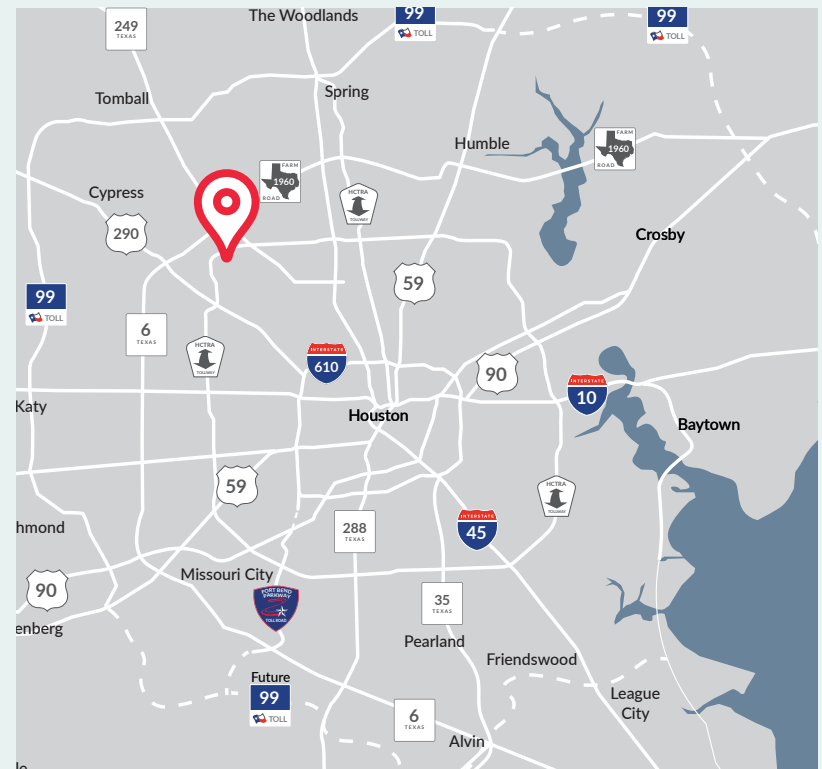 The Woodlands
99
TOLL
99
TOLL
249
TEXAS
Tomball
Spring
Humble
FARM
1960
ROAD
FARM
1960
ROAD
Cypress
HCTRA
TOLLWAY
290
Crosby
59
99
TOLL
6
TEXAS
HCTRA
TOLLWAY
INTERSTATE
610
90
INTERSTATE
10
Katy
Houston
Baytown
59
HCTRA
TOLLWAY
288
TEXAS
INTERSTATE
45
hmond
Missouri City
90
FORT BEND
PARKWAY
TOLL ROAD
35
TEXAS
enberg
Pearland
Friendswood
Future
99
TOLL
League
City
6
TEXAS
Alvin
le